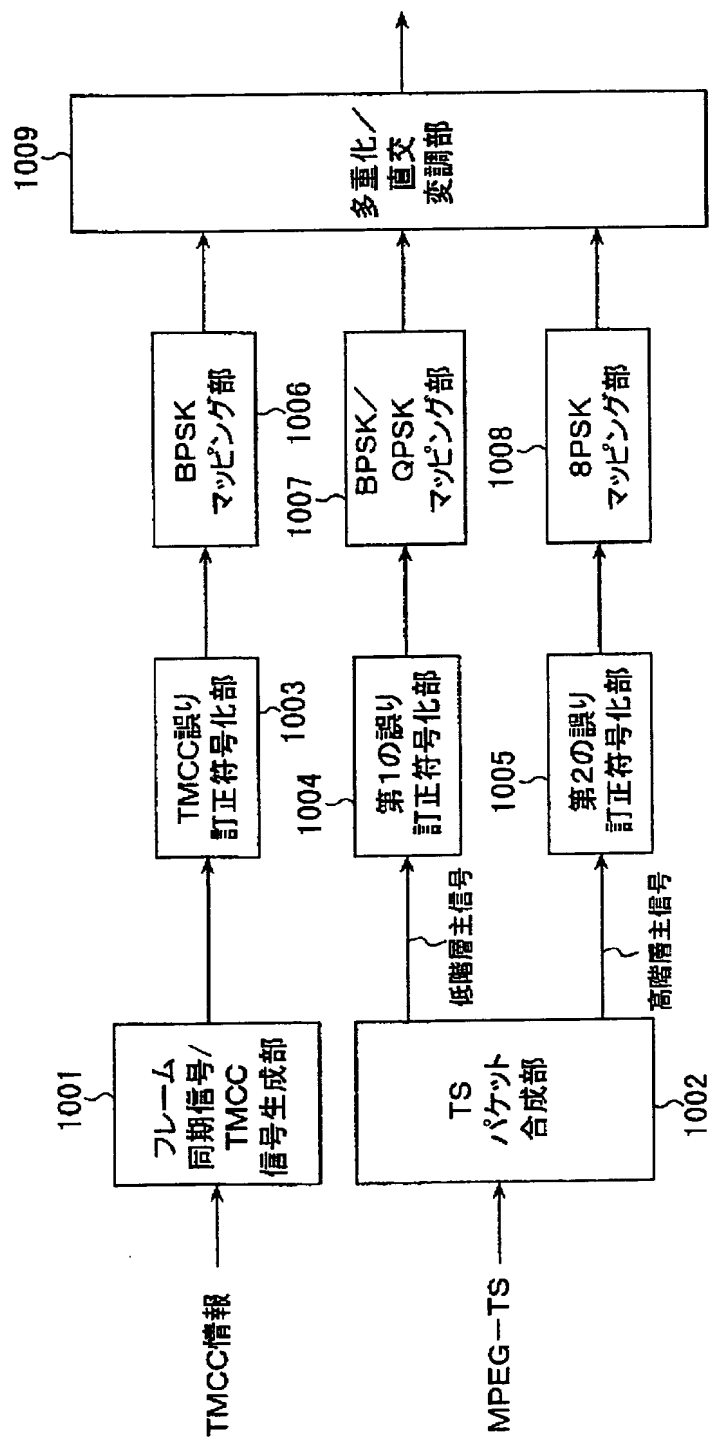 TMCC情報
1001
フレーム
同期信号/
TMCC
信号生成部
TMCC誤り
訂正符号化部
1003
BPSK
マッピング部
1006
MPEG−TS
TS
パケット
合成部
1002
低階層主信号
1004
第1の誤り
訂正符号化部
1007
BPSK/
QPSK
マッピング部
高階層主信号
1005
第2の誤り
訂正符号化部
1008
8PSK
マッピング部
1009
多重化/
直交
変調部